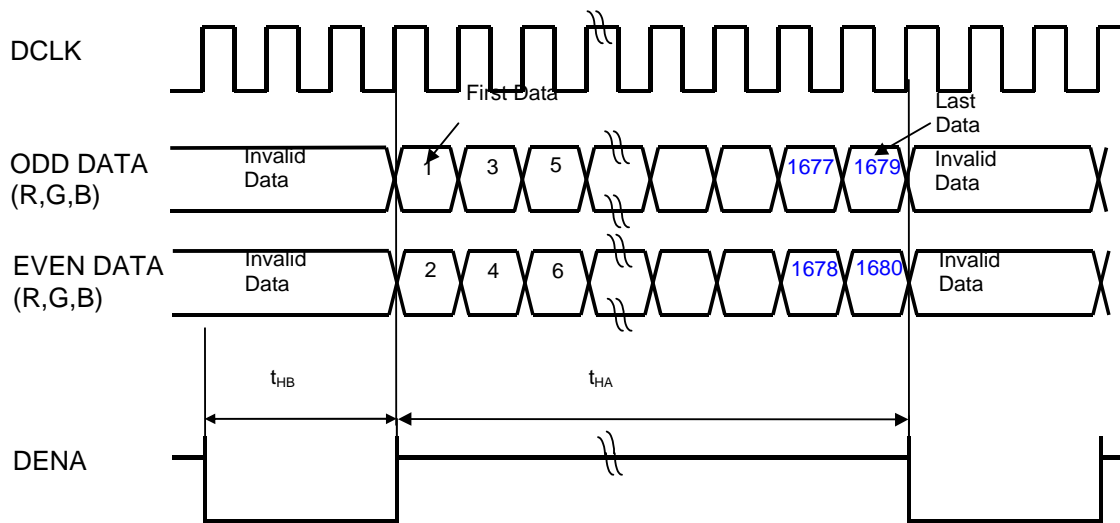 DCLK
First Data
Last
Data
ODD DATA
(R,G,B)
Invalid
Data
1 3 5 1677 1679
Invalid
Data
EVEN DATA
(R,G,B)
Invalid
Data
2 4 6 1678 1680
Invalid
Data
tHB
tHA
DENA